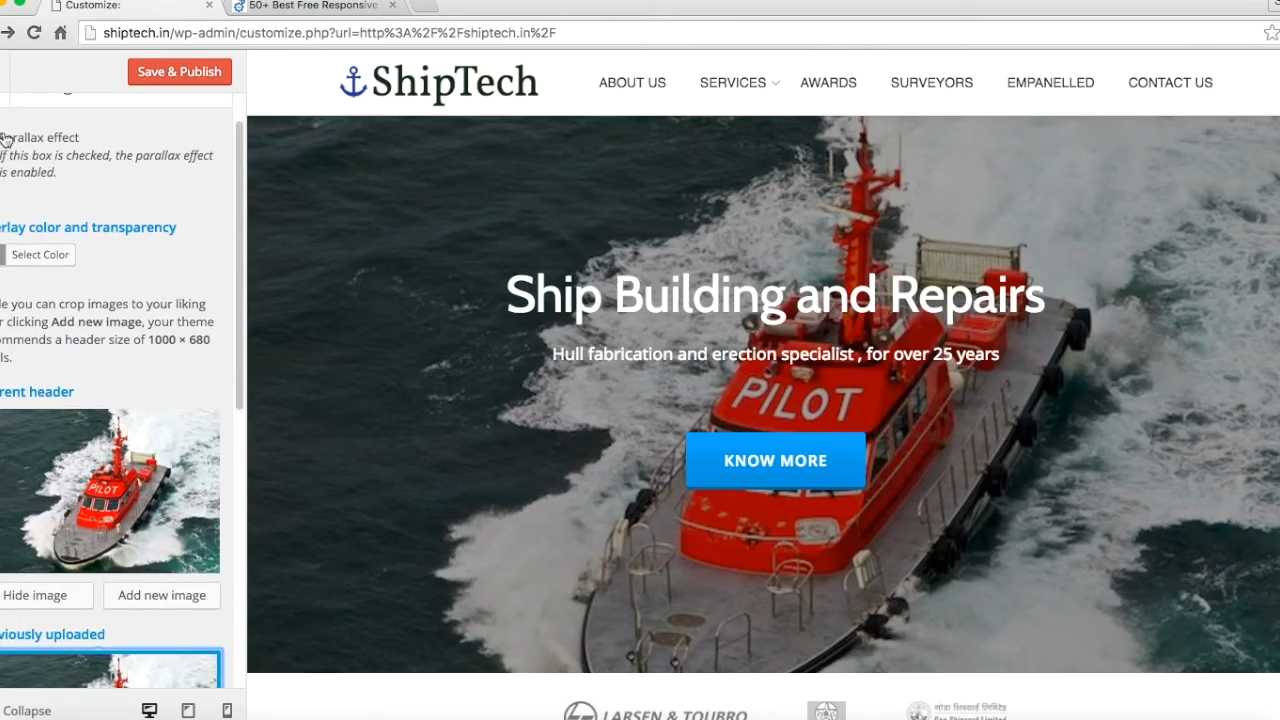 Customize:
50+ Best Free Responsive
shiptech.in/wp-admin/customize.php?url=http%3A%2F%2Fshiptech.in%2F
Save & Publish
ShipTech
ABOUT US SERVICES AWARDS SURVEYORS EMPANELLED CONTACT US
rallax effect
If this box is checked, the parallax effect
is enabled.
rlay color and transparency
Select Color
e you can crop images to your liking
r clicking Add new image, your theme
mmends a header size of 1000 × 680
ls.
rent header
PILOT
Hide image
Add new image
viously uploaded
Collapse
Ship Building and Repairs
Hull fabrication and erection specialist , for over 25 years
PILOT
KNOW MORE
LARSEN & TOUBRO